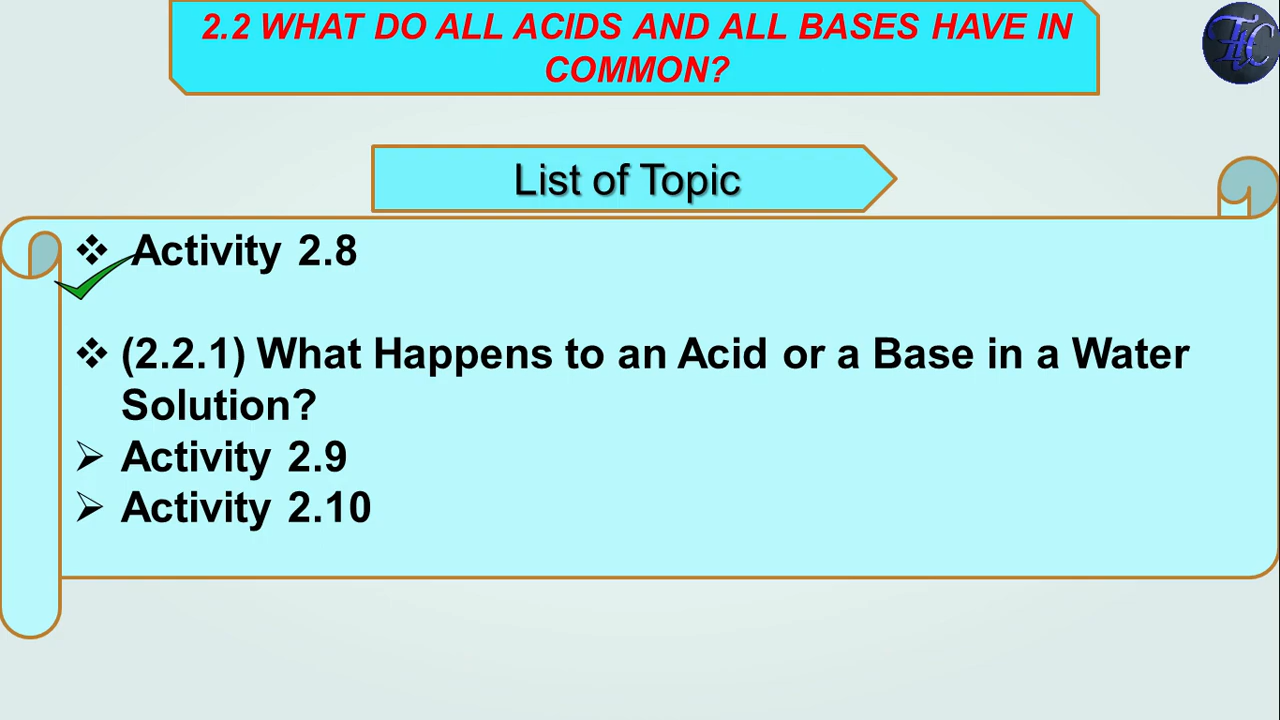 2.2 WHAT DO ALL ACIDS AND ALL BASES HAVE IN
COMMON?
List of Topic
Activity 2.8
(2.2.1) What Happens to an Acid or a Base in a Water
Solution?
Activity 2.9
Activity 2.10